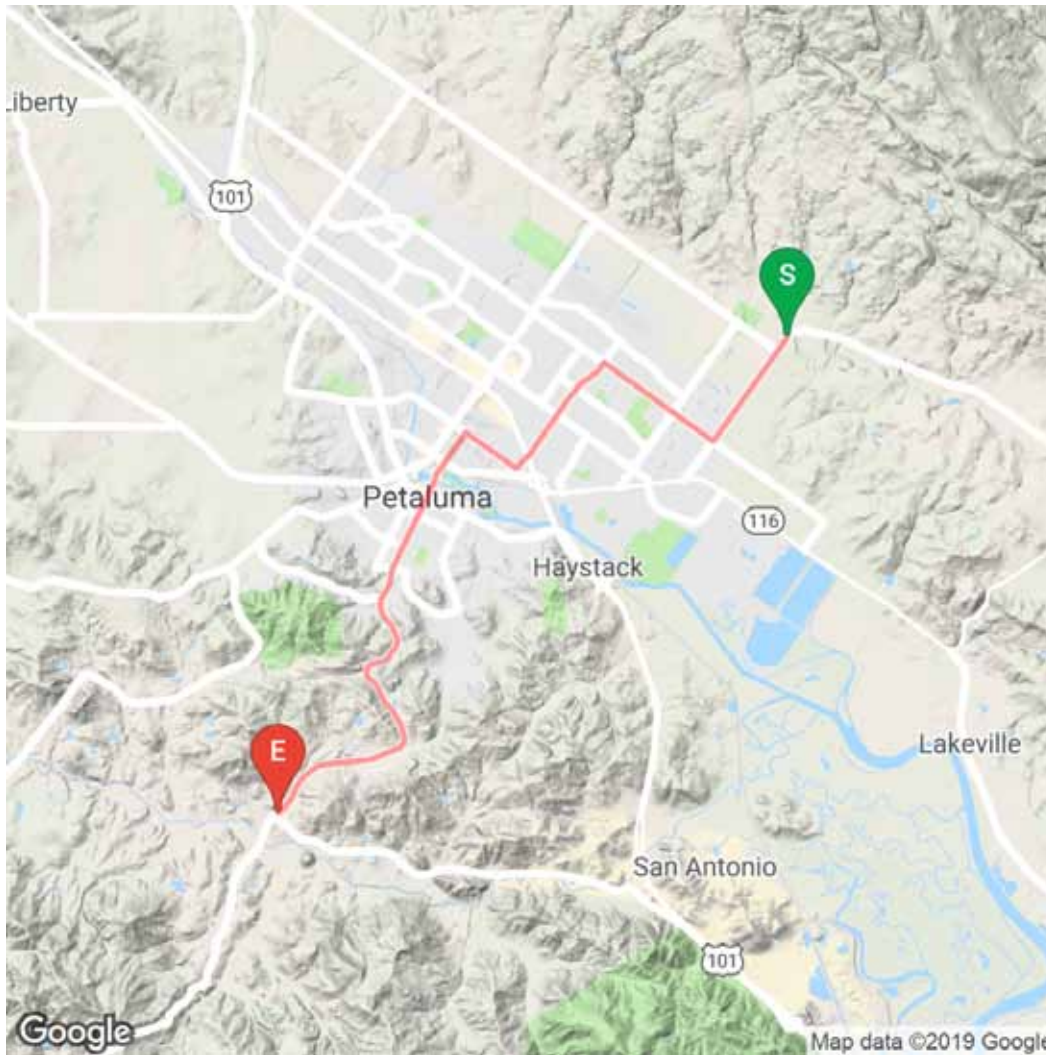 Liberty
101
S
Petaluma
116
Haystack
E
Lakeville
San Antonio
101
Google
Map data ©2019 Google